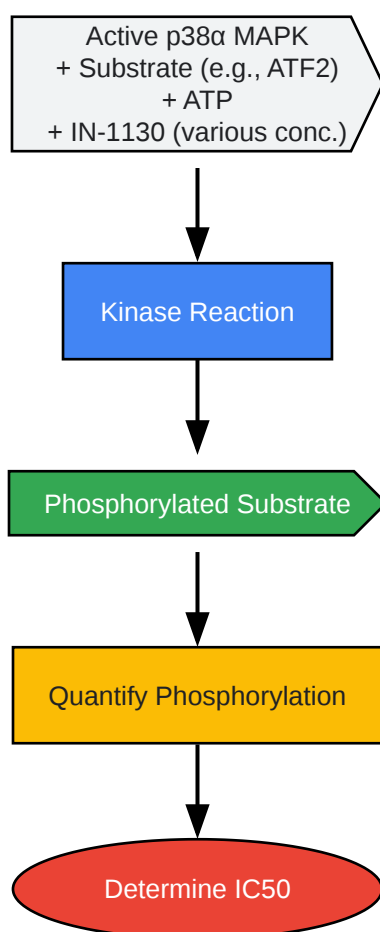 Active p38α MAPK
+ Substrate (e.g., ATF2)
+ ATP
+ IN-1130 (various conc.)
Kinase Reaction
Phosphorylated Substrate
Quantify Phosphorylation
Determine IC50